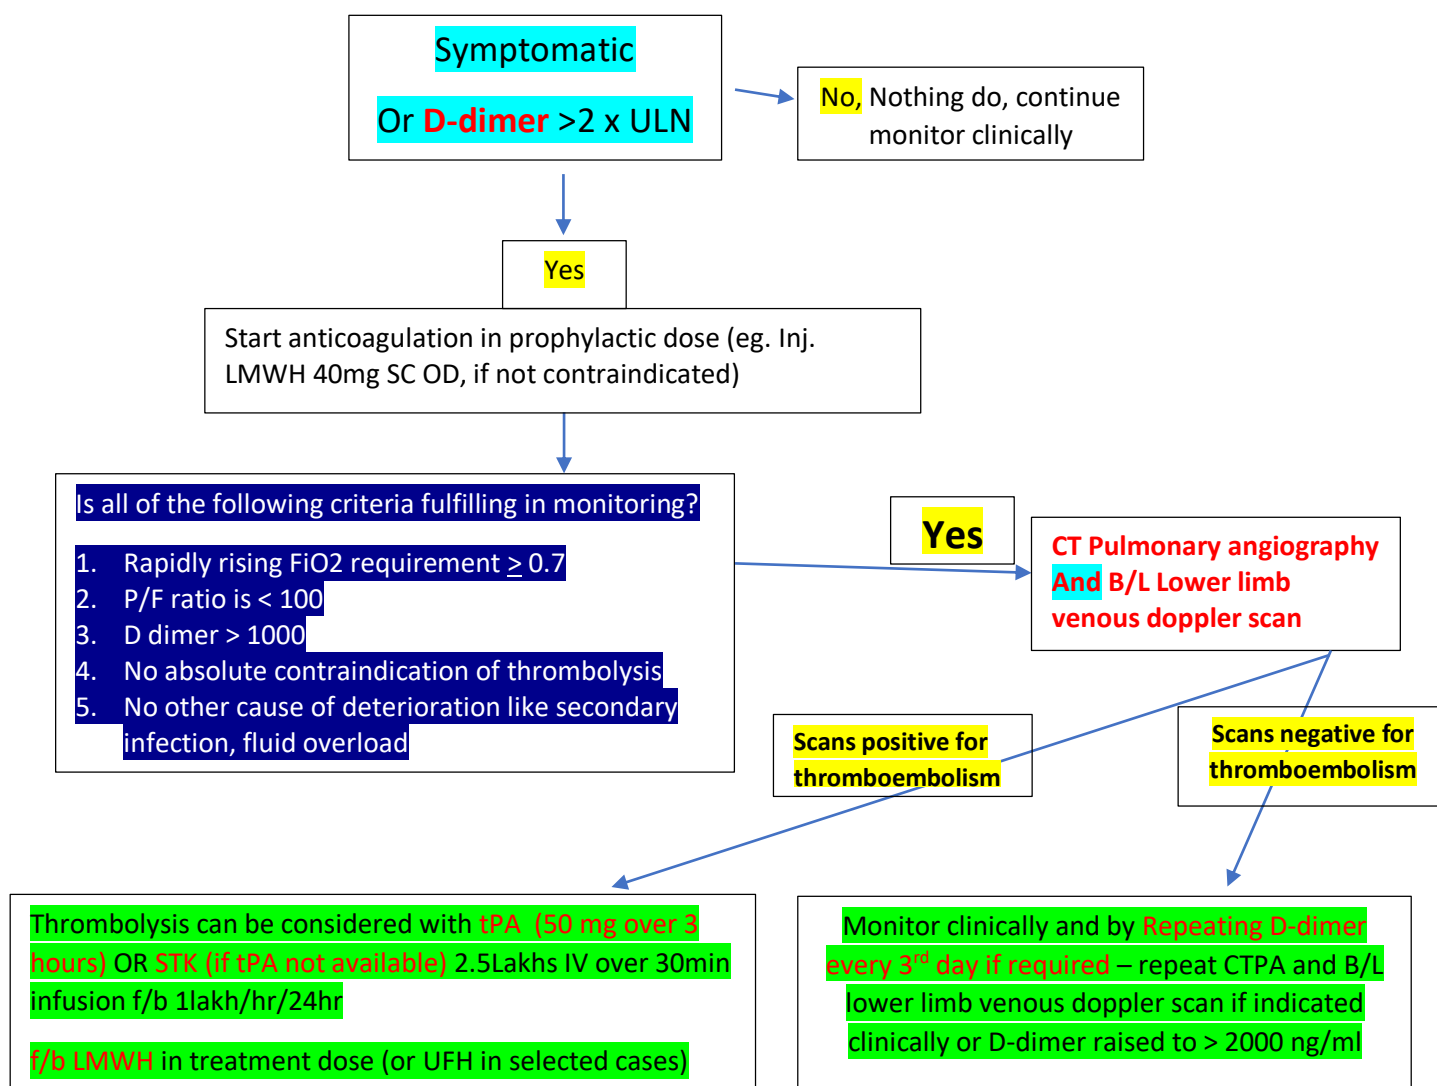 Symptomatic
Or D-dimer >2 x ULN
No, Nothing do, continue
monitor clinically
Yes
Start anticoagulation in prophylactic dose (eg. Inj.
LMWH 40mg SC OD, if not contraindicated)
Is all of the following criteria fulfilling in monitoring?
1. Rapidly rising FiO2 requirement ≥ 0.7
2. P/F ratio is < 100
3. D dimer > 1000
4. No absolute contraindication of thrombolysis
5. No other cause of deterioration like secondary
infection, fluid overload
Yes
CT Pulmonary angiography
And B/L Lower limb
venous doppler scan
Scans positive for
thromboembolism
Scans negative for
thromboembolism
Thrombolysis can be considered with tPA (50 mg over 3
hours) OR STK (if tPA not available) 2.5Lakhs IV over 30min
infusion f/b 1lakh/hr/24hr
f/b LMWH in treatment dose (or UFH in selected cases)
Monitor clinically and by Repeating D-dimer
every 3rd day if required – repeat CTPA and B/L
lower limb venous doppler scan if indicated
clinically or D-dimer raised to > 2000 ng/ml